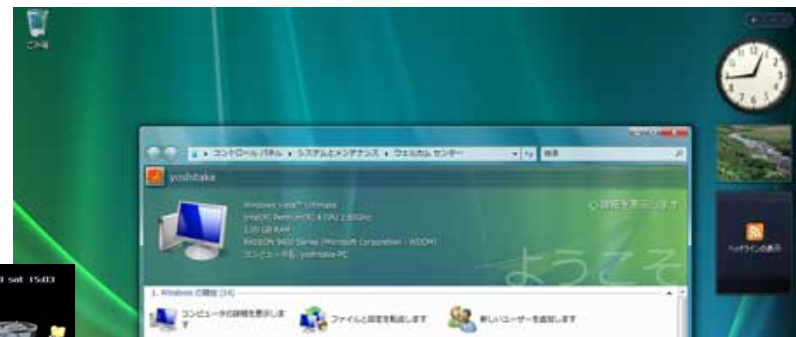 ごみ箱
コントロール パネル ▸ システムとメンテナンス ▸ ウェルカム センター
検索
yoshitaka
Windows Vista™ Ultimate
Intel(R) Pentium(R) 4 CPU 2.80GHz
RADEON 9400 Series (Microsoft Corporation - WDDM)
コンピュータ名: yoshitaka-PC
詳細を表示します
ようこそ
1. Windows の開始 (14)
コンピュータの詳細を表示しま
す
ファイルと設定を転送します
新しいユーザーを追加します
ヘッドラインの表示
sat 15:03